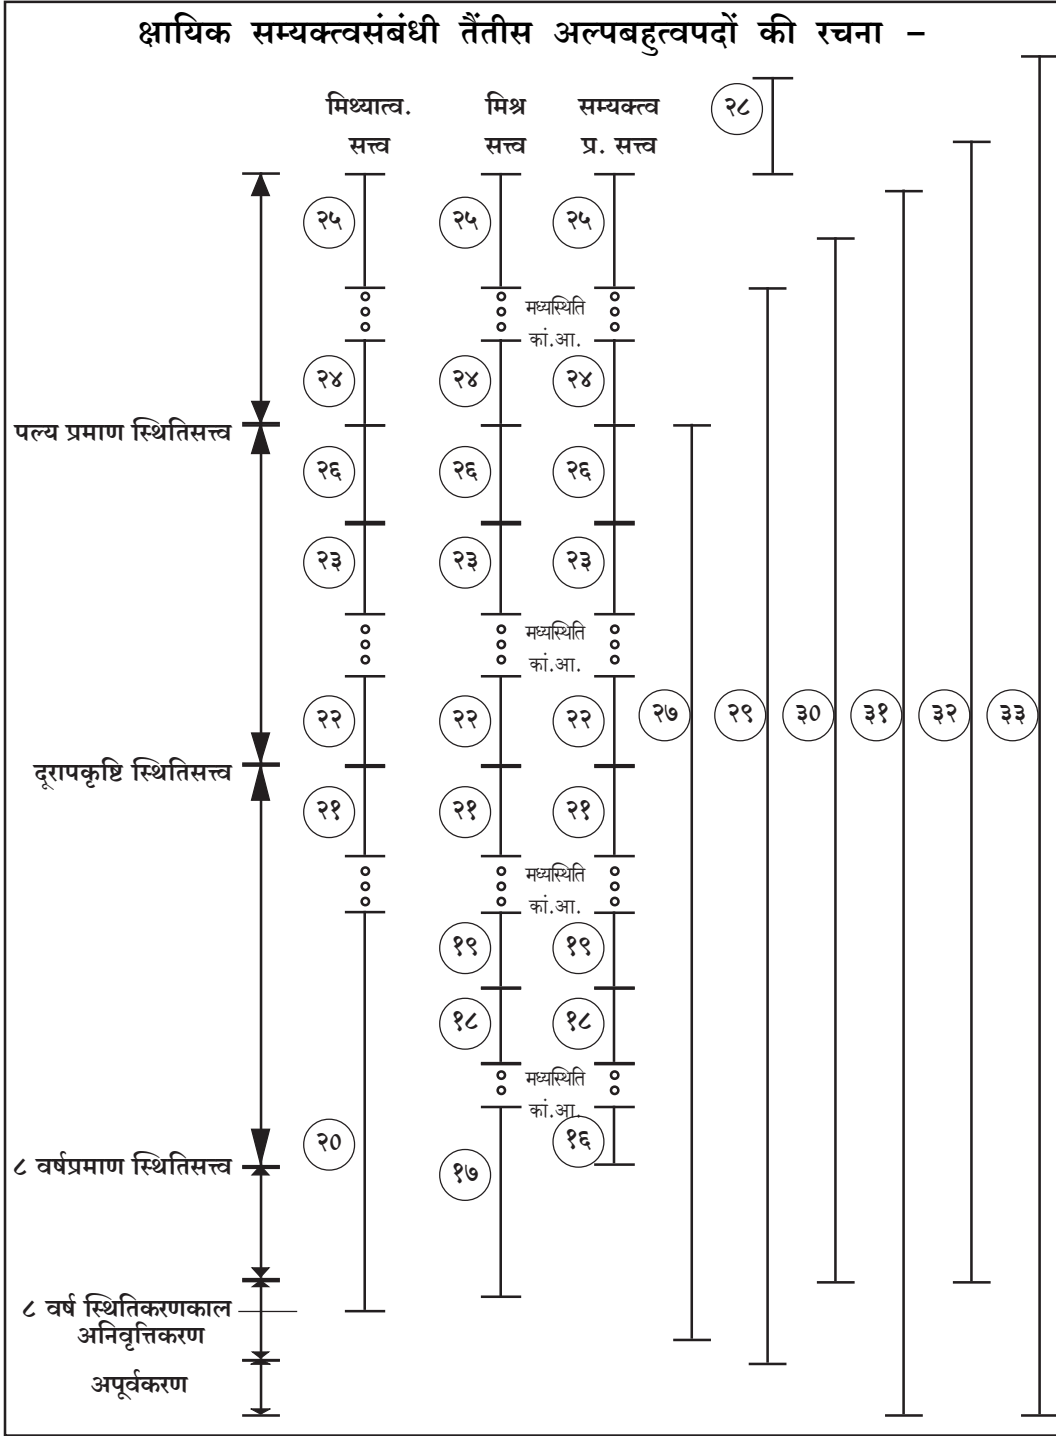 क्षायिक सम्यक्त्वसंबंधी तैंतीस अल्पबहुत्वपदों की रचना –
मिथ्यात्व. मिश्र सम्यक्त्व २८
सत्त्व सत्त्व प्र. सत्त्व
२५ २५ २५
मध्यस्थिति
कां.आ.
२४ २४ २४
पल्य प्रमाण स्थितिसत्त्व
२६ २६ २६
२३ २३ २३
मध्यस्थिति
कां.आ.
२२ २२ २२ २७ २९ ३० ३१ ३२ ३३
दूरापकृष्टि स्थितिसत्त्व
२१ २१ २१
मध्यस्थिति
कां.आ.
१९ १९
१८ १८
मध्यस्थिति
कां.आ.
२० १६
८ वर्षप्रमाण स्थितिसत्त्व १७
८ वर्ष स्थितिकरणकाल
अनिवृत्तिकरण
अपूर्वकरण